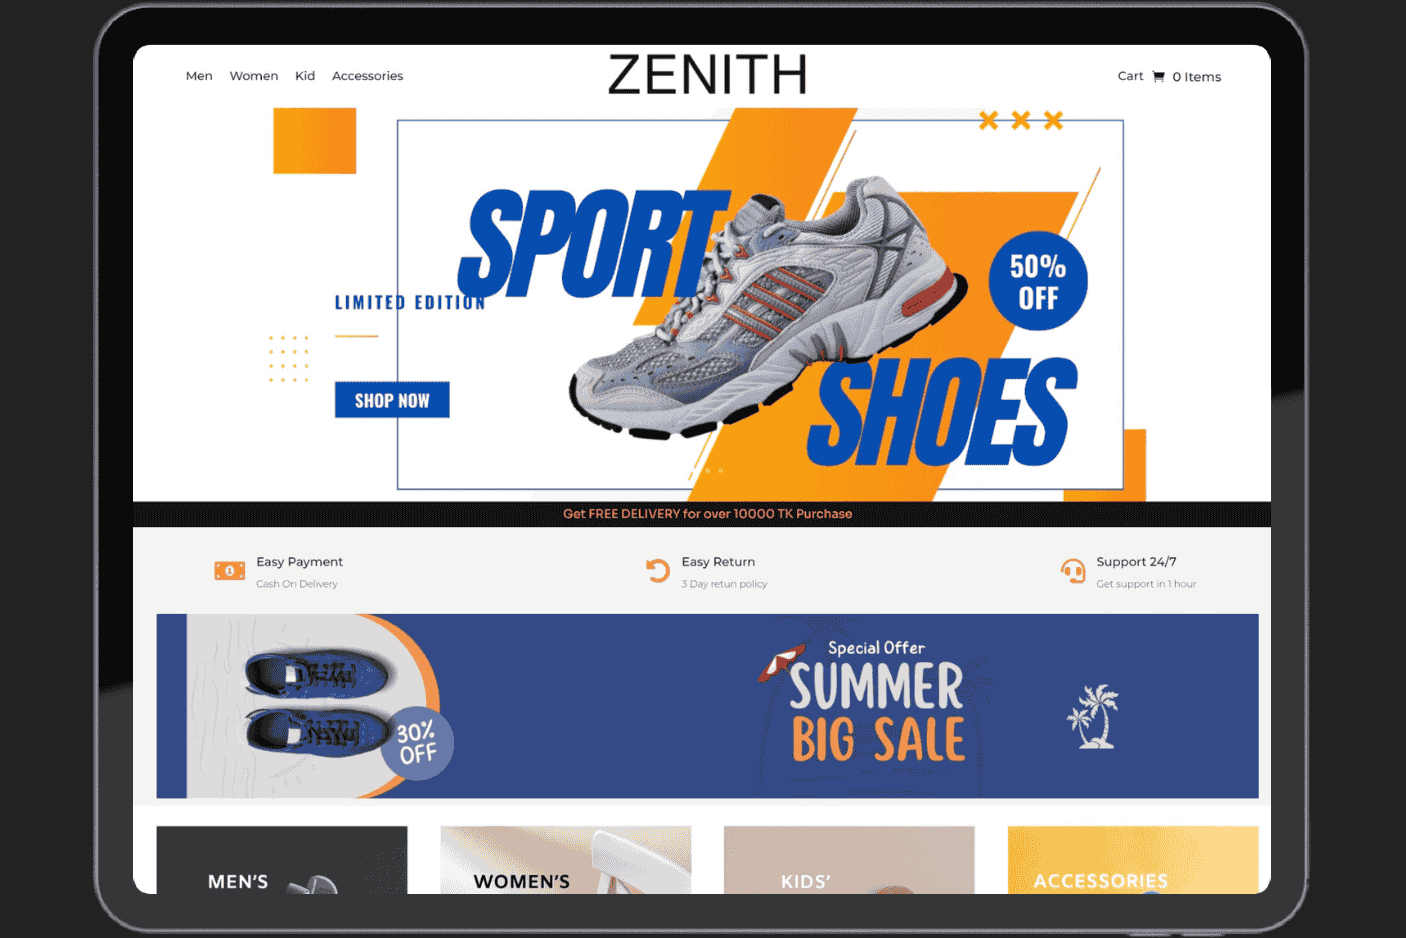 Men Women Kid Accessories
ZENITH
Cart 0 Items
SPORT
LIMITED EDITION
50%
OFF
SHOP NOW
SHOES
Get FREE DELIVERY for over 10000 TK Purchase
Easy Payment
Cash On Delivery
Easy Return
3 Day retun policy
Support 24/7
Get support in 1 hour
30%
OFF
Special Offer
SUMMER
BIG SALE
MEN'S
WOMEN'S
KIDS'
ACCESSORIES